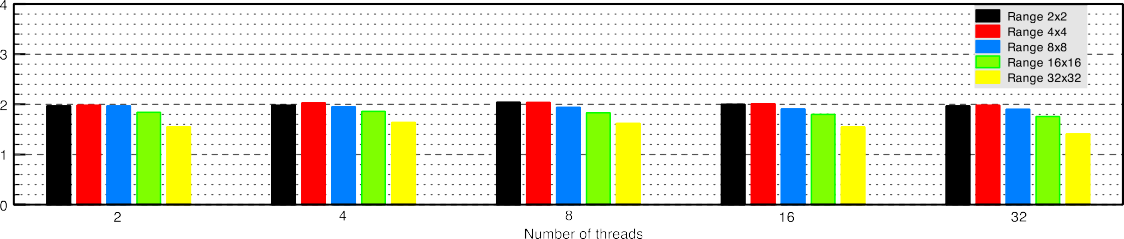 4
3
2
1
0
Range 2x2
Range 4x4
Range 8x8
Range 16x16
Range 32x32
2 4 8 16 32
Number of threads